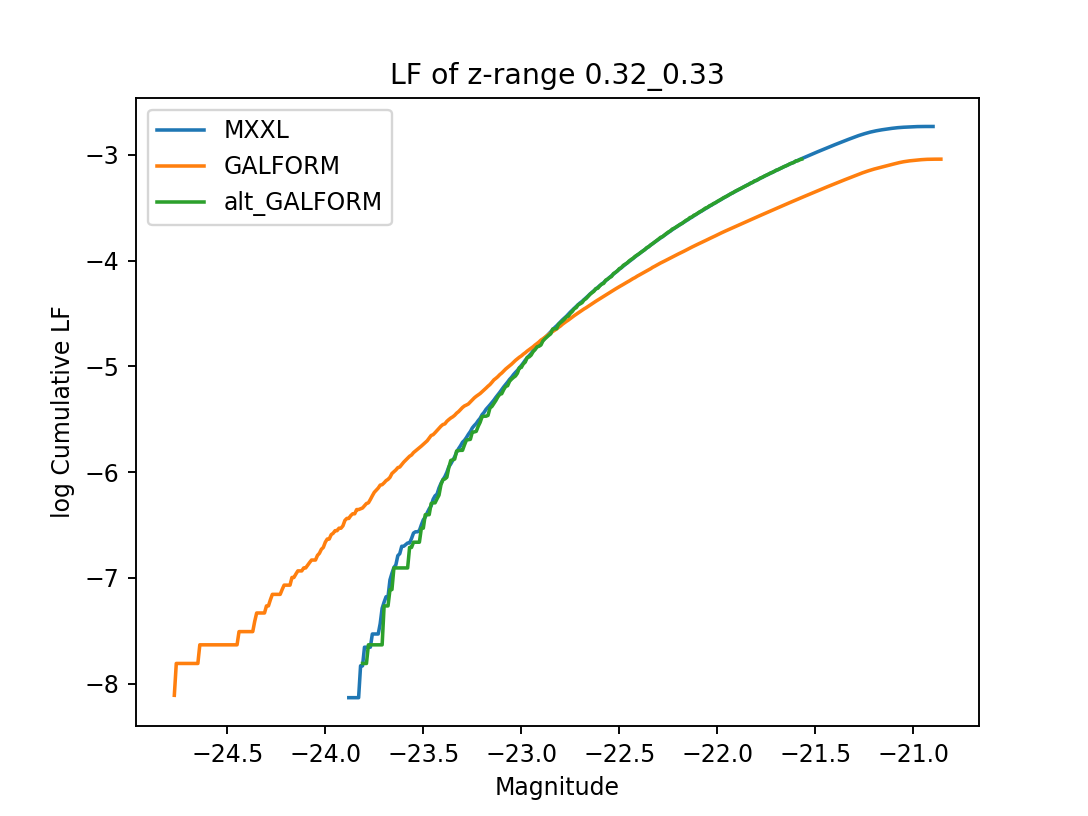 LF of z-range 0.32_0.33
MXXL
GALFORM
alt_GALFORM
log Cumulative LF
−3
−4
−5
−6
−7
−8
−24.5 −24.0 −23.5 −23.0 −22.5 −22.0 −21.5 −21.0
Magnitude